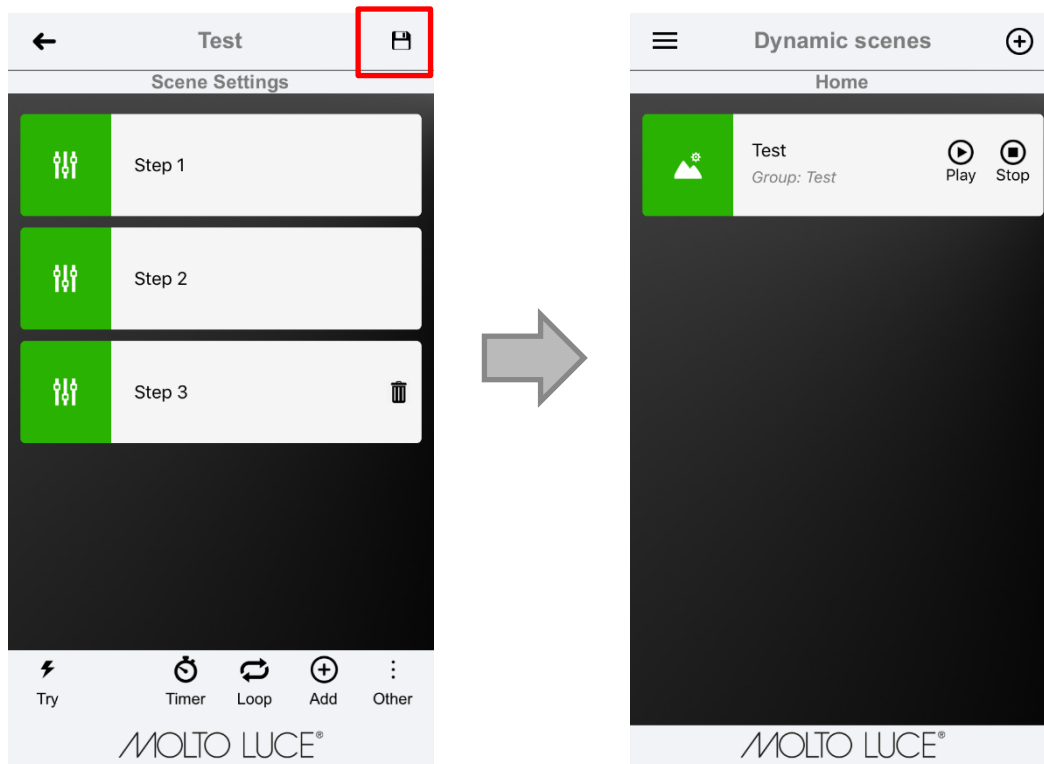 Test
Scene Settings
Step 1
Step 2
Step 3
Try
Timer
Loop
Add
Other
MOLTO LUCE®
Dynamic scenes
Home
Test
Group: Test
Play
Stop
MOLTO LUCE®